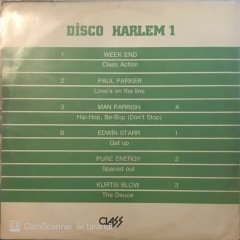 DISCO HARLEM 1
1 WEEK END
Class Action
2 PAUL PARKER
Love's on the line
3 MAN PARRISH A
Hip-Hop, Be-Bop (Don't Stop)
B EDWIN STARR 1
Get up
PURE ENERGY 2
Spaced out
KURTIS BLOW 3
The Deuce
CLASS
CS CamScanner ile tarandı